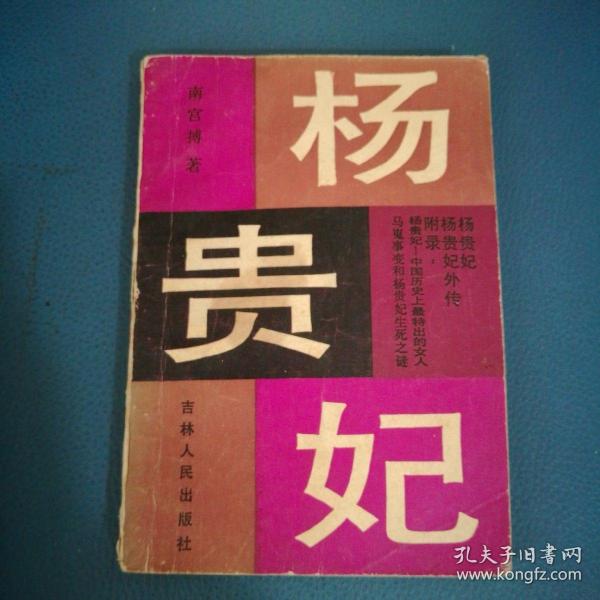 杨
贵
妃
南宫搏 著
杨贵妃
杨贵妃外传
附录：
杨贵妃—中国历史上最特出的女人
马嵬事变和杨贵妃生死之谜
吉林人民出版社
孔夫子旧书网
www.kongfz.com